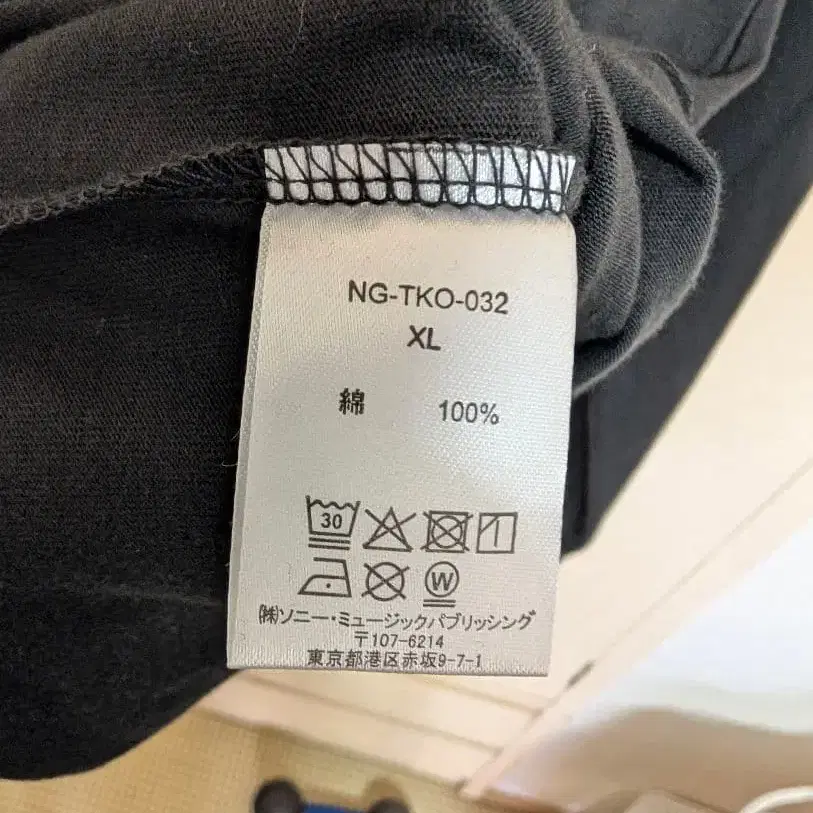 NG-TKO-032
XL
綿 100%
30
W
(株)ソニー・ミュージックパブリッシング
〒107-6214
東京都港区赤坂9-7-1